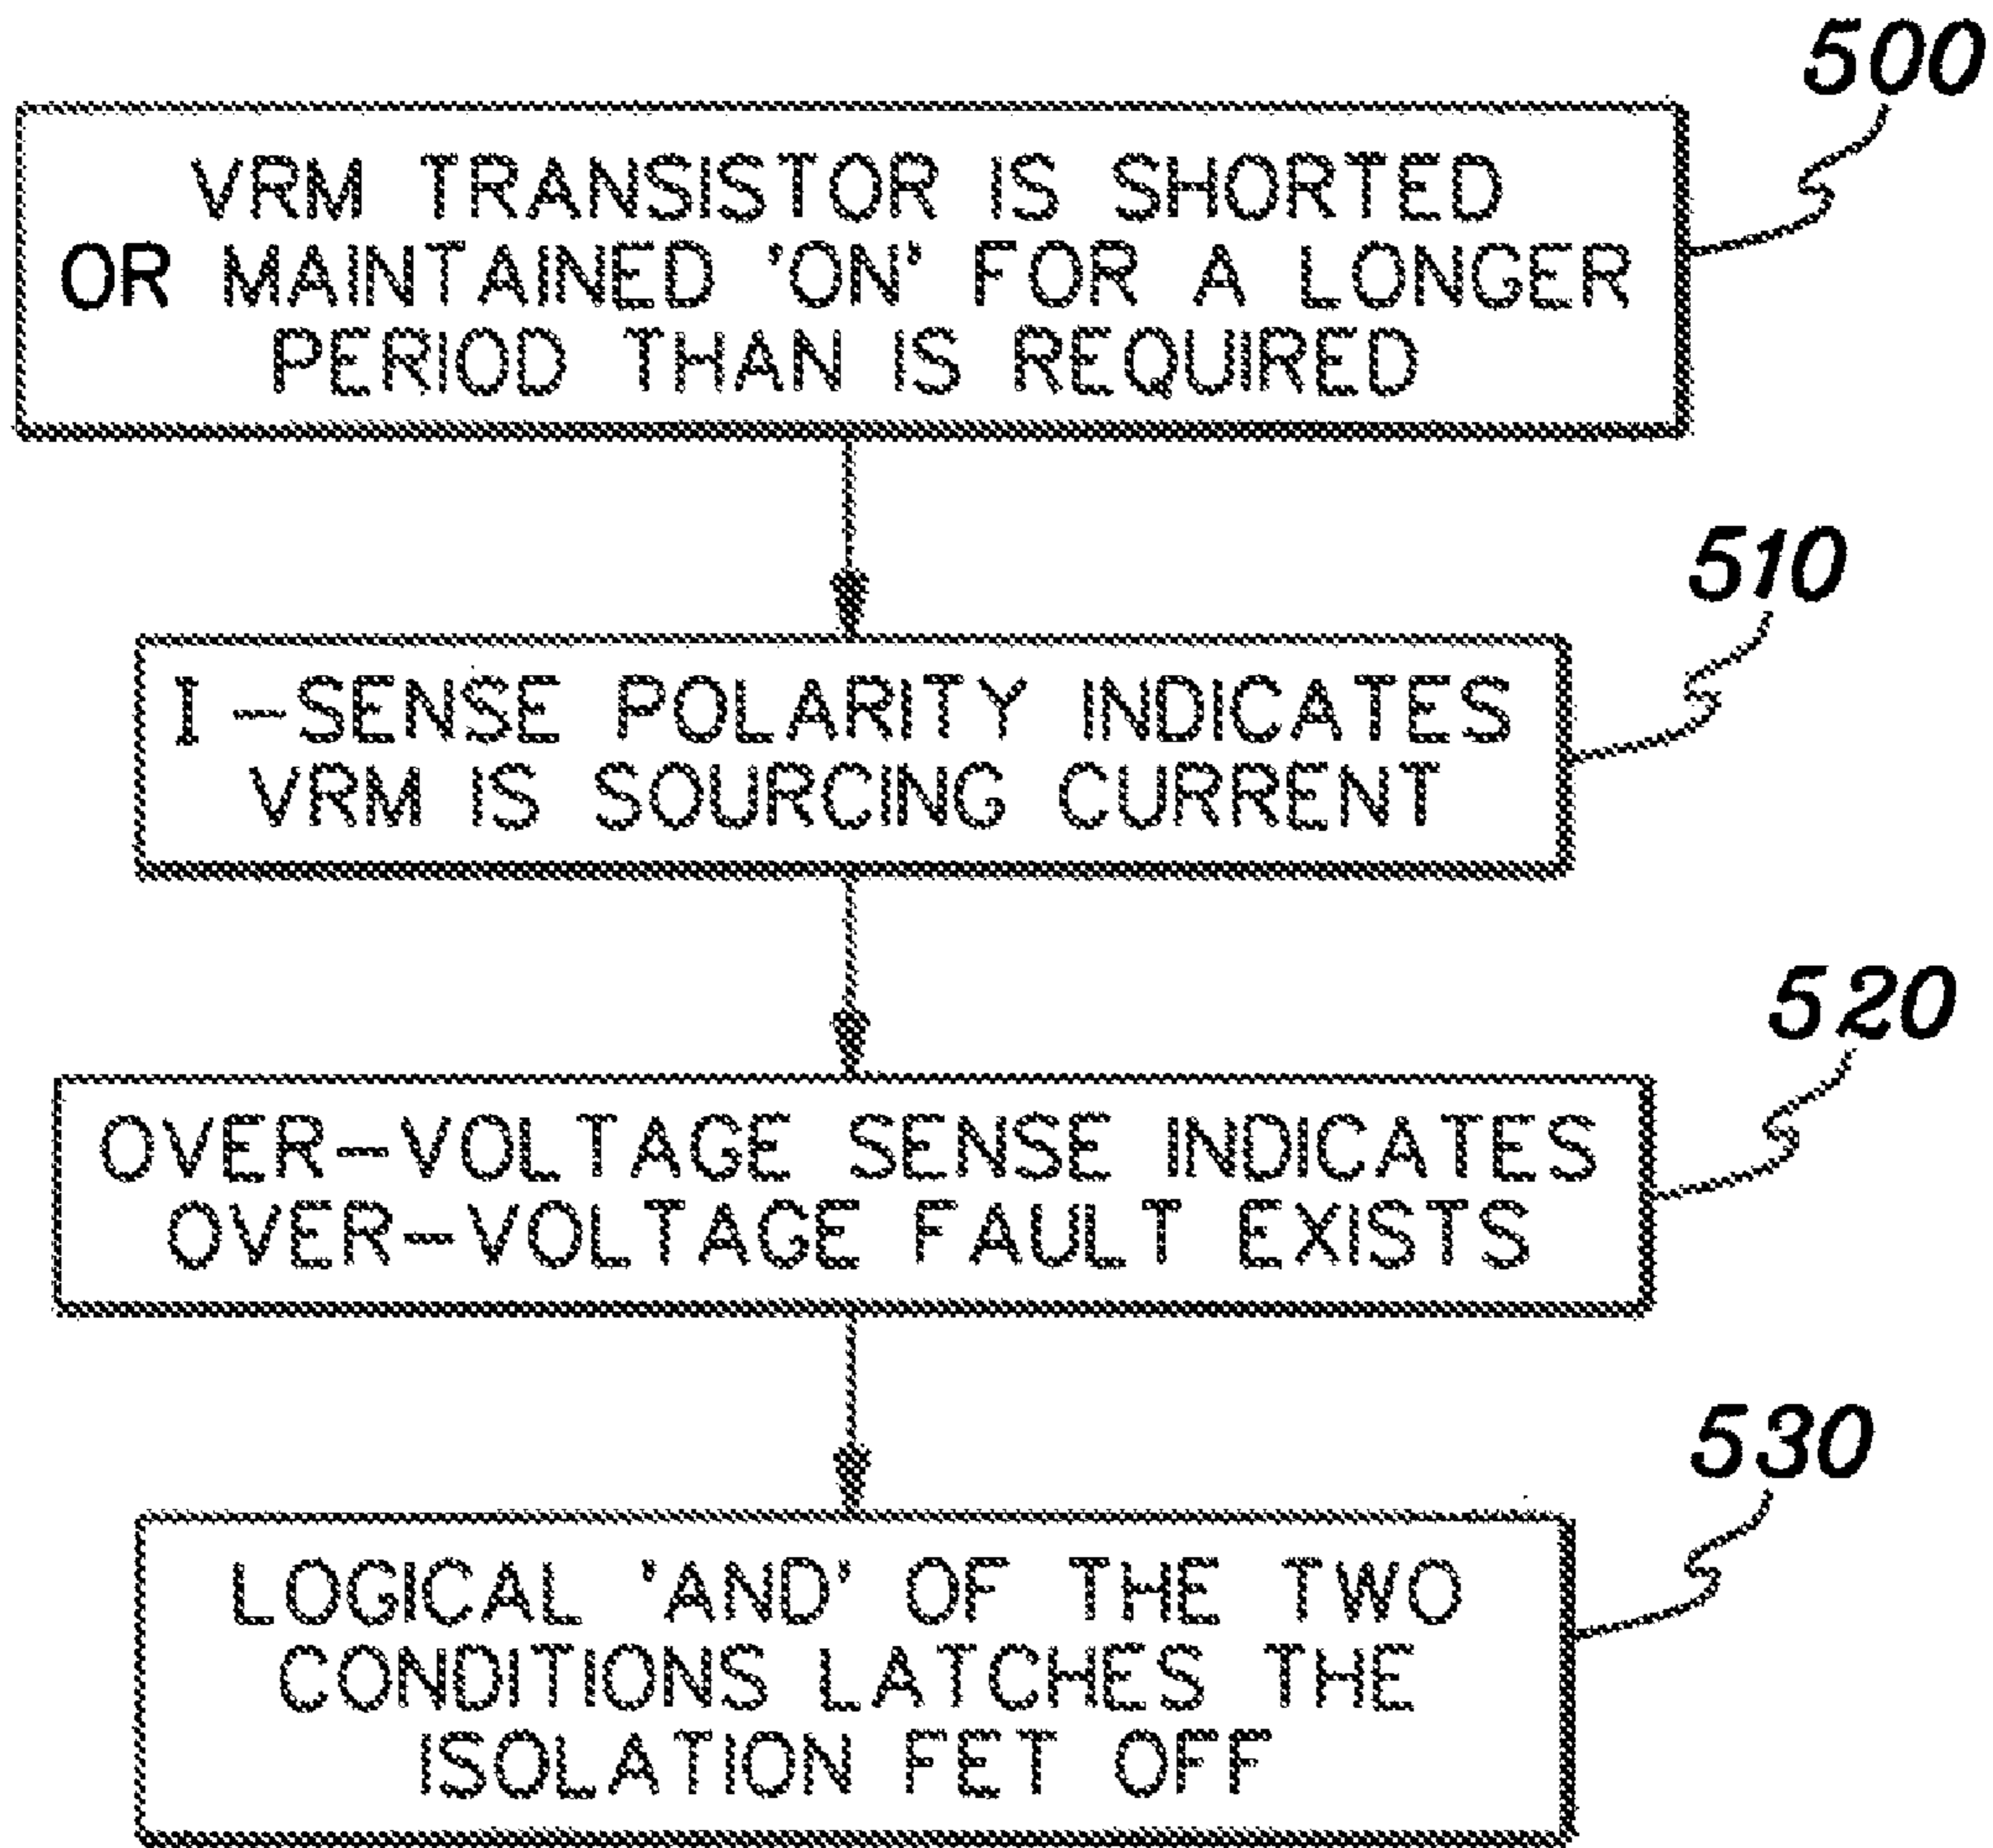 500
VRM TRANSISTOR IS SHORTED
OR MAINTAINED 'ON' FOR A LONGER
PERIOD THAN IS REQUIRED
510
I-SENSE POLARITY INDICATES
VRM IS SOURCING CURRENT
520
OVER-VOLTAGE SENSE INDICATES
OVER-VOLTAGE FAULT EXISTS
530
LOGICAL 'AND' OF THE TWO
CONDITIONS LATCHES THE
ISOLATION FET OFF